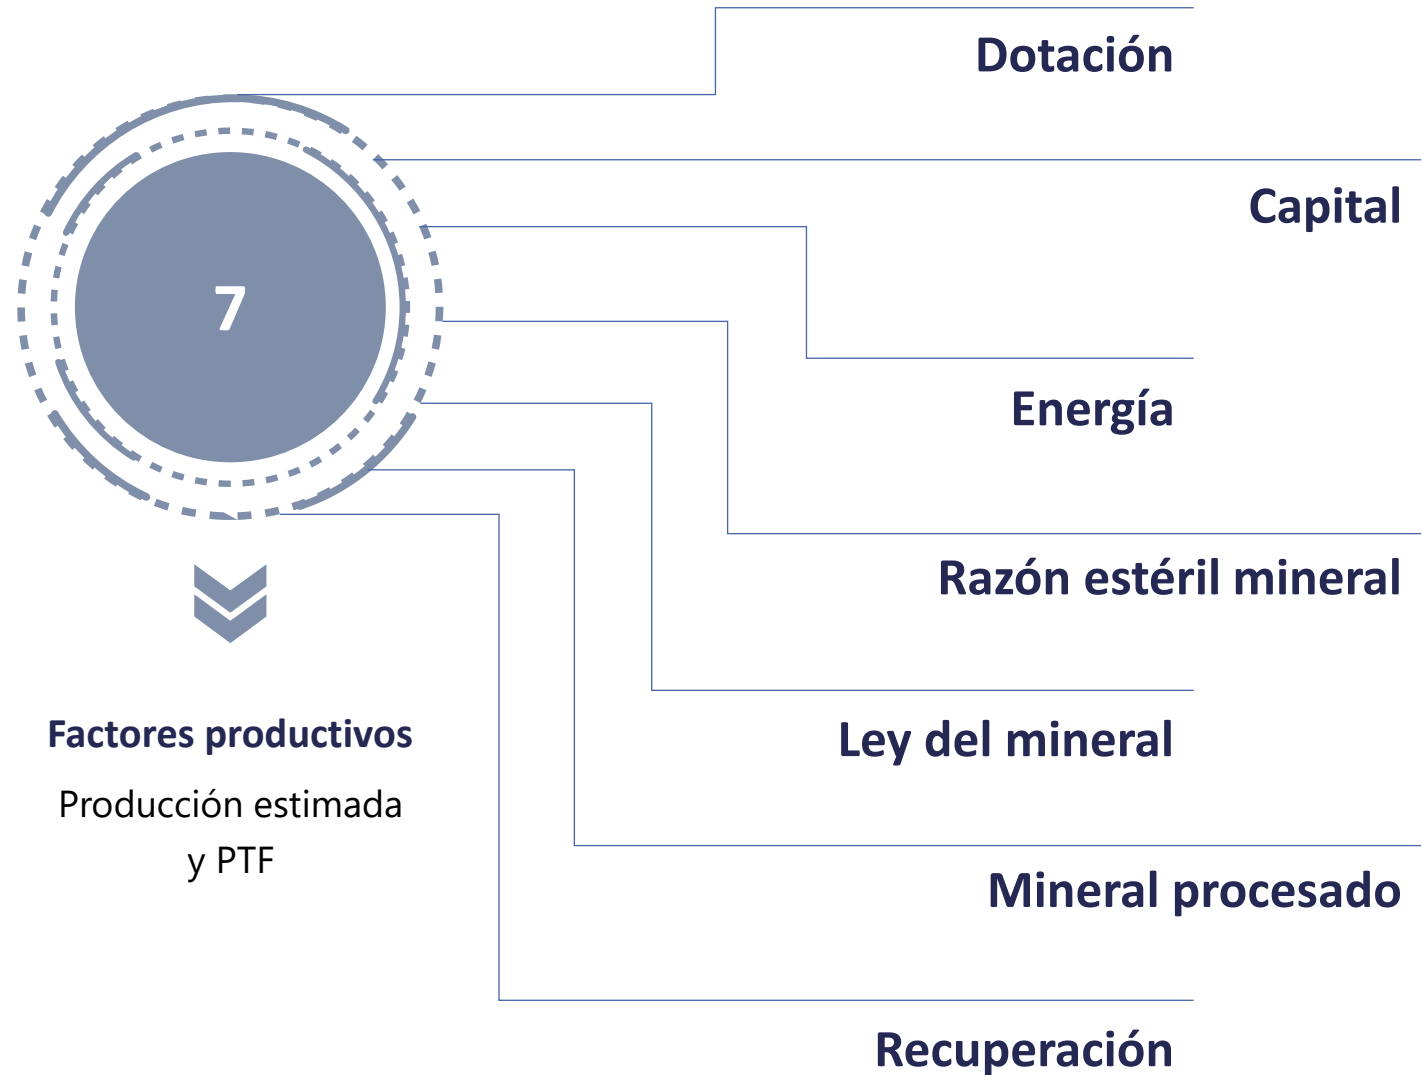 Dotación
Capital
7
Energía
Razón estéril mineral
Factores productivos
Ley del mineral
Producción estimada
y PTF
Mineral procesado
Recuperación